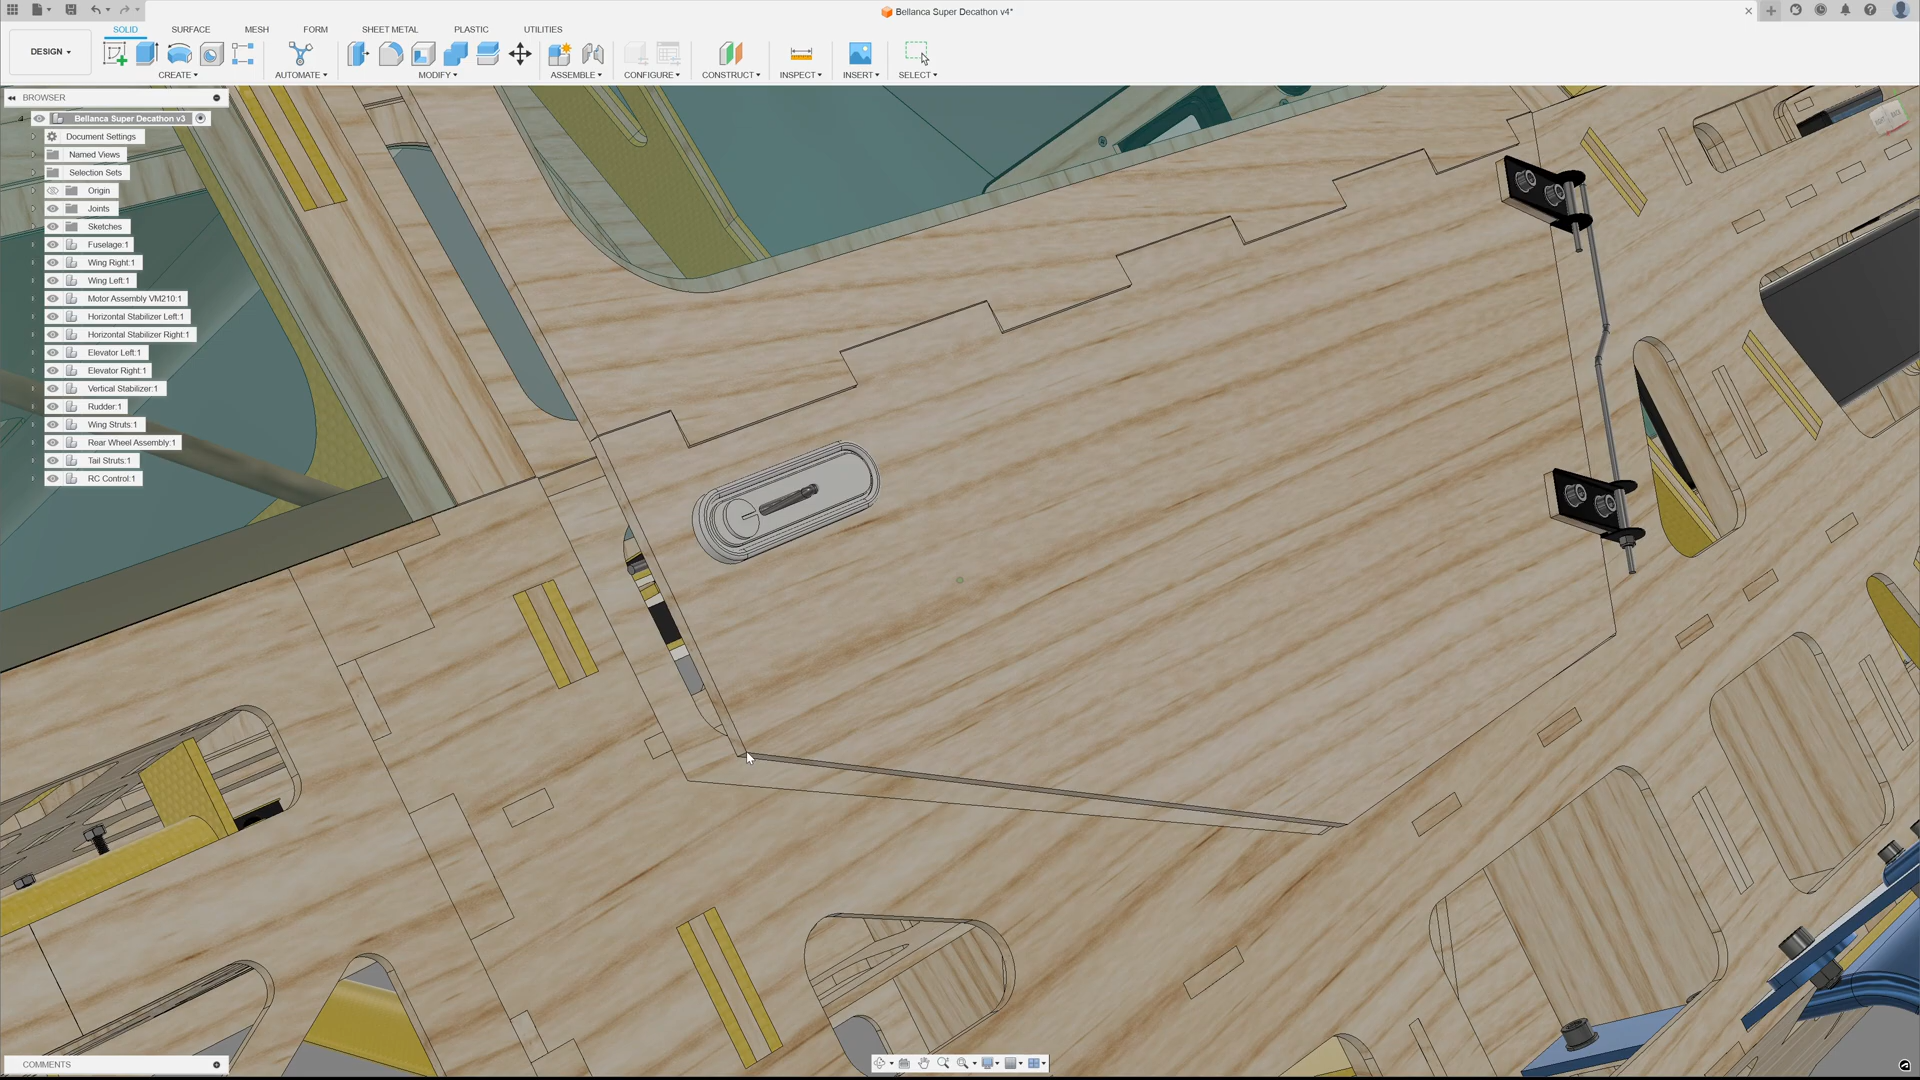 Bellanca Super Decathon v4*
SOLID
SURFACE
MESH
FORM
SHEET METAL
PLASTIC
UTILITIES
DESIGN
CREATE
AUTOMATE
MODIFY
ASSEMBLE
CONFIGURE
CONSTRUCT
INSPECT
INSERT
SELECT
BROWSER
Bellanca Super Decathon v3
Document Settings
Named Views
Selection Sets
Origin
Joints
Sketches
Fuselage:1
Wing Right:1
Wing Left:1
Motor Assembly VM210:1
Horizontal Stabilizer Left:1
Horizontal Stabilizer Right:1
Elevator Left:1
Elevator Right:1
Vertical Stabilizer:1
Rudder:1
Wing Struts:1
Rear Wheel Assembly:1
Tail Struts:1
RC Control:1
COMMENTS